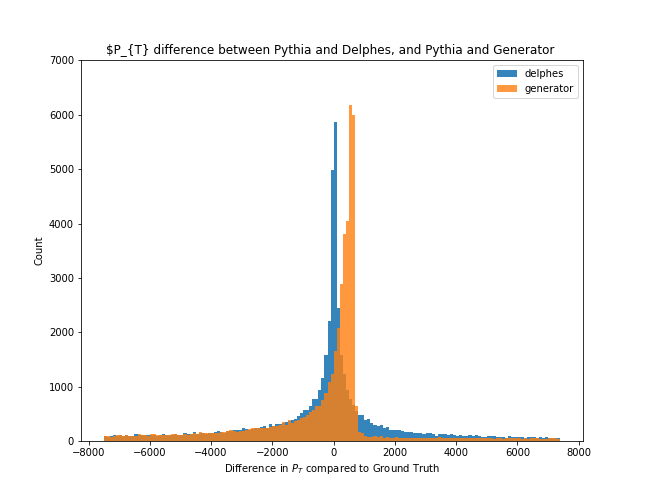 $P_{T} difference between Pythia and Delphes, and Pythia and Generator
7000
6000
5000
4000
3000
2000
1000
0
Count
delphes
generator
−8000 −6000 −4000 −2000 0 2000 4000 6000 8000
Difference in P_T compared to Ground Truth